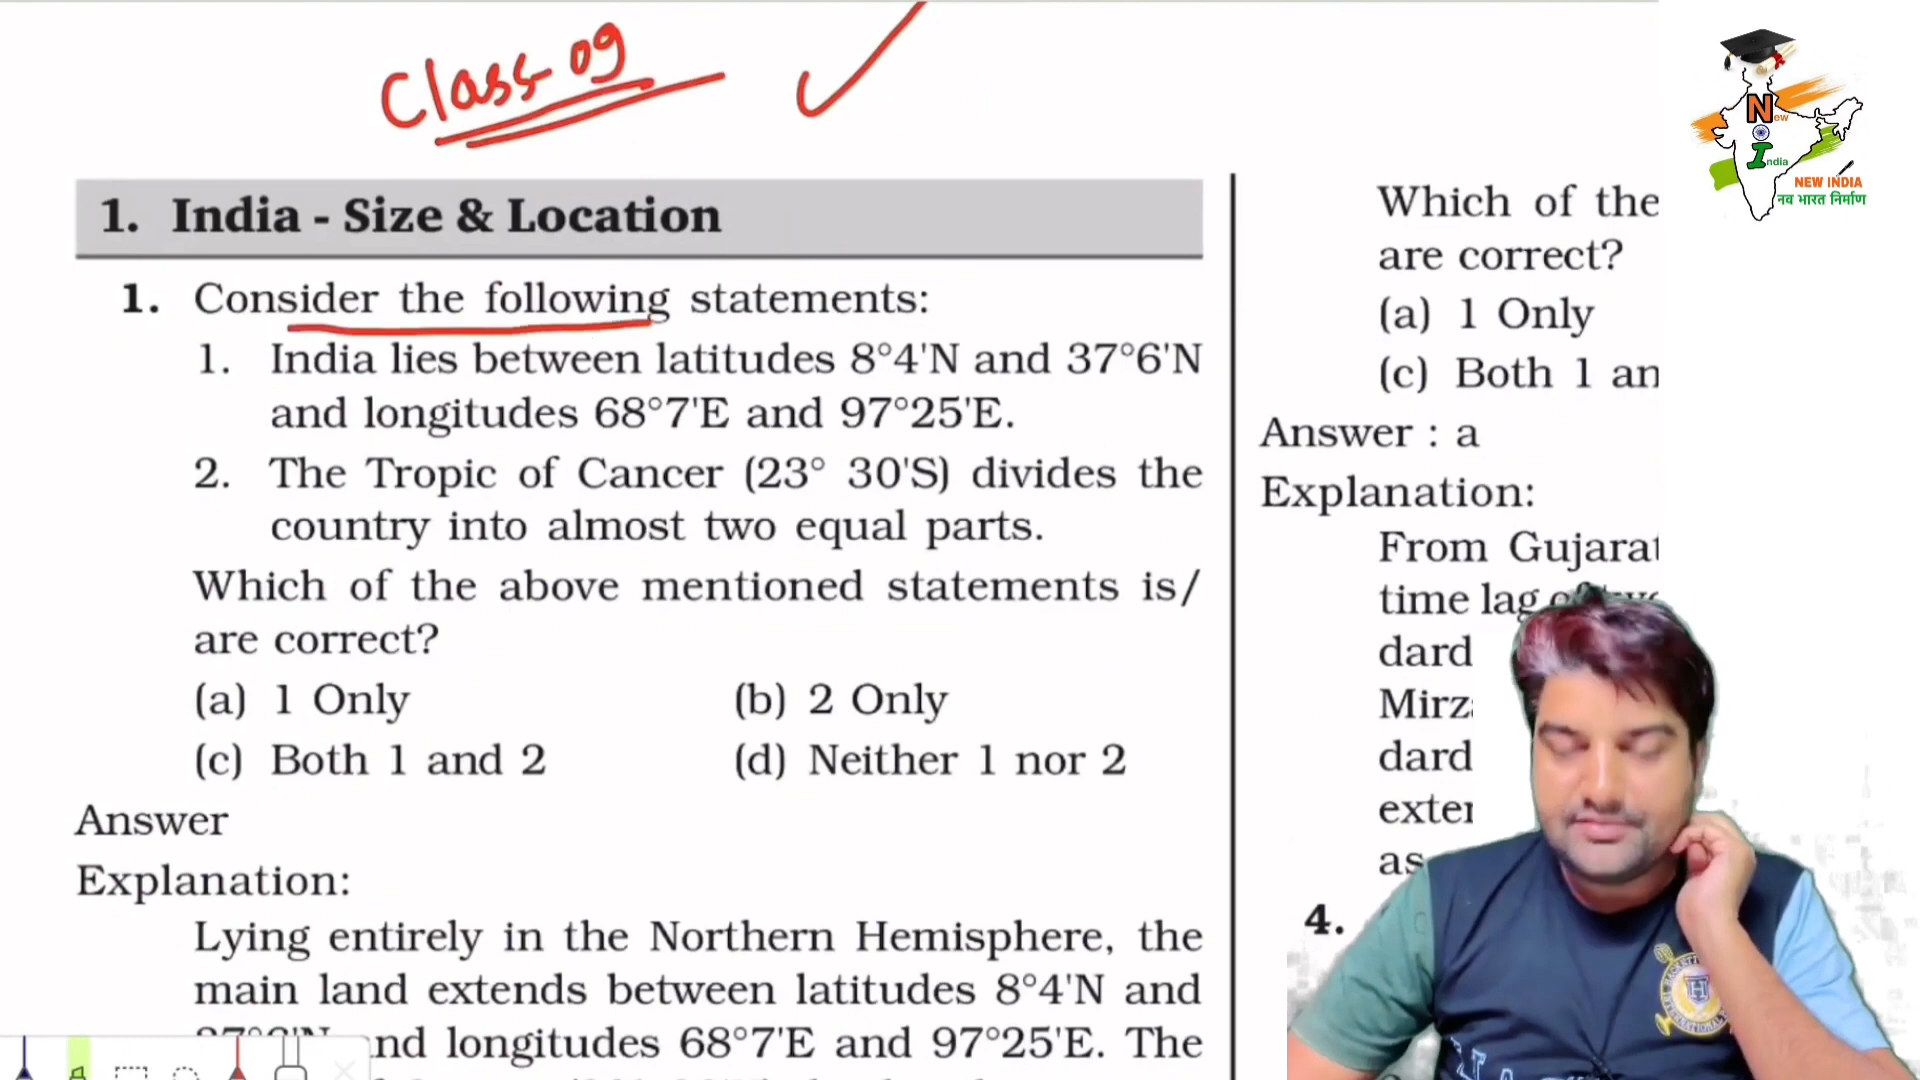 Class 09
1. India - Size & Location
1. Consider the following statements:
1. India lies between latitudes 8°4'N and 37°6'N
and longitudes 68°7'E and 97°25'E.
2. The Tropic of Cancer (23° 30'S) divides the
country into almost two equal parts.
Which of the above mentioned statements is/
are correct?
(a) 1 Only (b) 2 Only
(c) Both 1 and 2 (d) Neither 1 nor 2
Answer
Explanation:
Lying entirely in the Northern Hemisphere, the
main land extends between latitudes 8°4'N and
and longitudes 68°7'E and 97°25'E. The
Which of the
are correct?
(a) 1 Only
(c) Both 1 an
Answer : a
Explanation:
From Gujarat
time lag
dard
Mirz
dard
exter
as
4.
New
India
NEW INDIA
नव भारत निर्माण
H